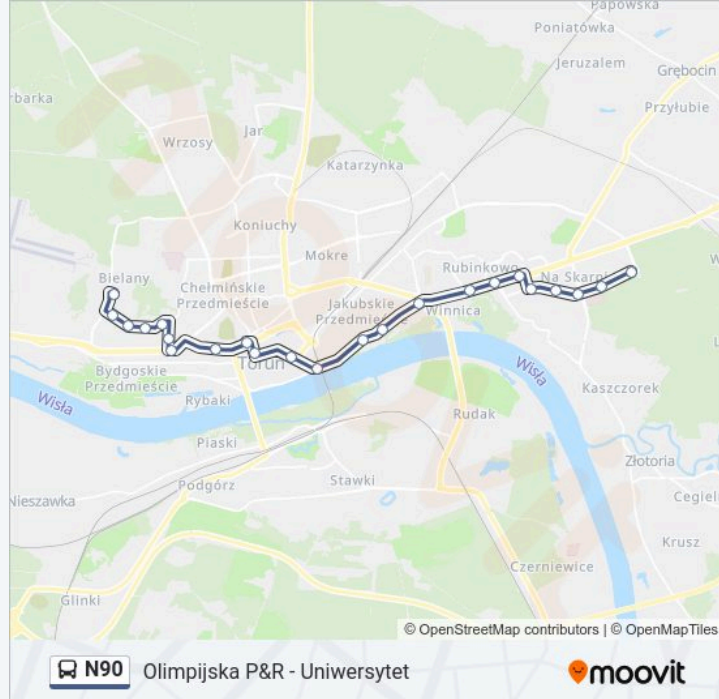 Papowska
Poniatówka
Jeruzalem
Grębocin
rbarka
Przyłubie
Jar
Wrzosy
Katarzynka
Koniuchy
Mokre
Bielany
Rubinkowo
Na Skarpi
Chełmińskie
Przedmieście
Jakubskie
Przedmieście
Winnica
Toruń
Bydgoskie
Przedmieście
Wisła
Kaszczorek
Rybaki
Wisła
Rudak
Piaski
Złotoria
Stawki
Podgórz
Nieszawka
Cegieln
Krusz
Czerniewice
Glinki
© OpenStreetMap contributors | © OpenMapTiles
N90 Olimpijska P&R - Uniwersytet
moovit